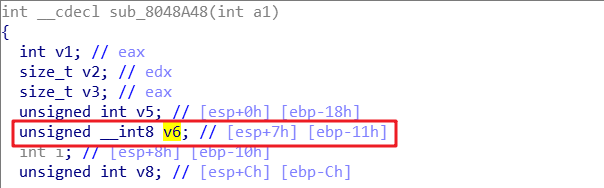 int __cdecl sub_8048A48(int a1)
{
  int v1; // eax
  size_t v2; // edx
  size_t v3; // eax
  unsigned int v5; // [esp+0h] [ebp-18h]
  unsigned __int8 v6; // [esp+7h] [ebp-11h]
  int i; // [esp+8h] [ebp-10h]
  unsigned int v8; // [esp+Ch] [ebp-Ch]